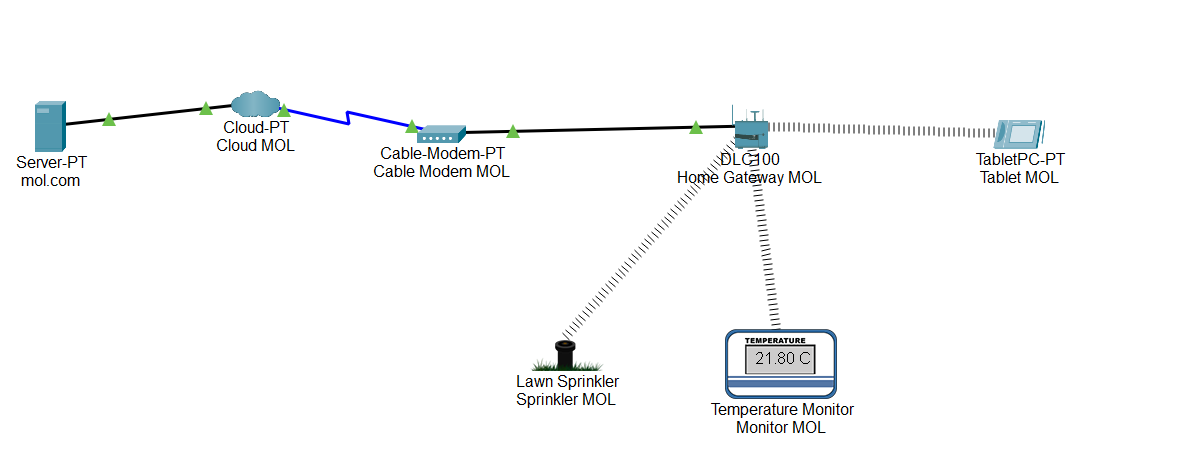 Server-PT
mol.com
Cloud-PT
Cloud MOL
Cable-Modem-PT
Cable Modem MOL
DLC100
Home Gateway MOL
TabletPC-PT
Tablet MOL
Lawn Sprinkler
Sprinkler MOL
TEMPERATURE
21.80 C
Temperature Monitor
Monitor MOL